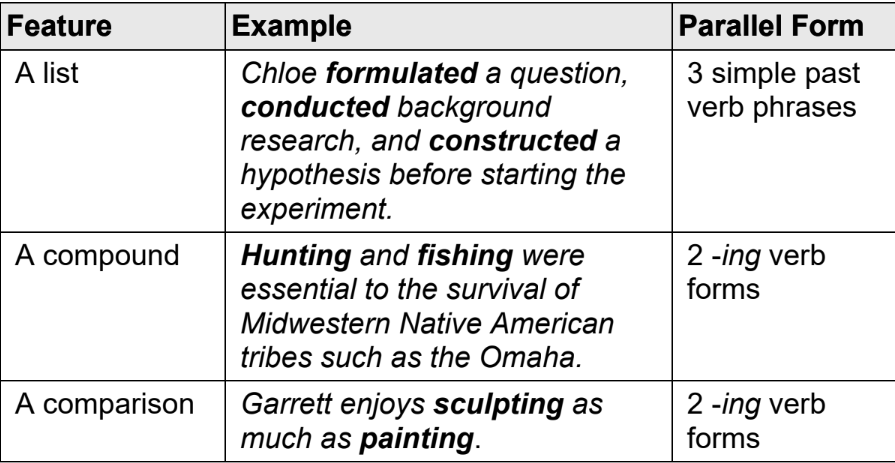 Feature Example Parallel Form
A list
Chloe formulated a question,
conducted background
research, and constructed a
hypothesis before starting the
experiment.
3 simple past
verb phrases
A compound
Hunting and fishing were
essential to the survival of
Midwestern Native American
tribes such as the Omaha.
2 -ing verb
forms
A comparison
Garrett enjoys sculpting as
much as painting.
2 -ing verb
forms